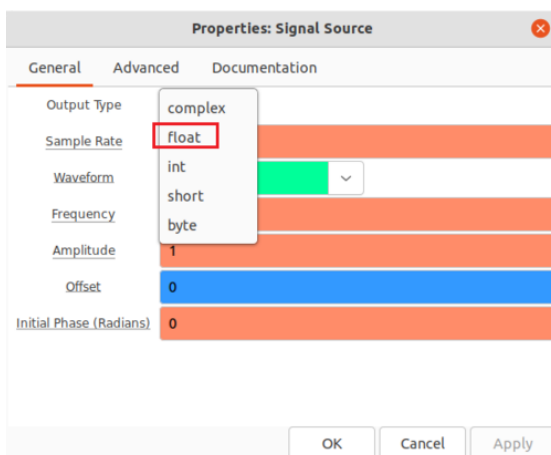 Properties: Signal Source
General Advanced Documentation
Output Type
complex
Sample Rate
float
Waveform
int
Frequency
short
byte
Amplitude 1
Offset 0
Initial Phase (Radians) 0
OK Cancel Apply